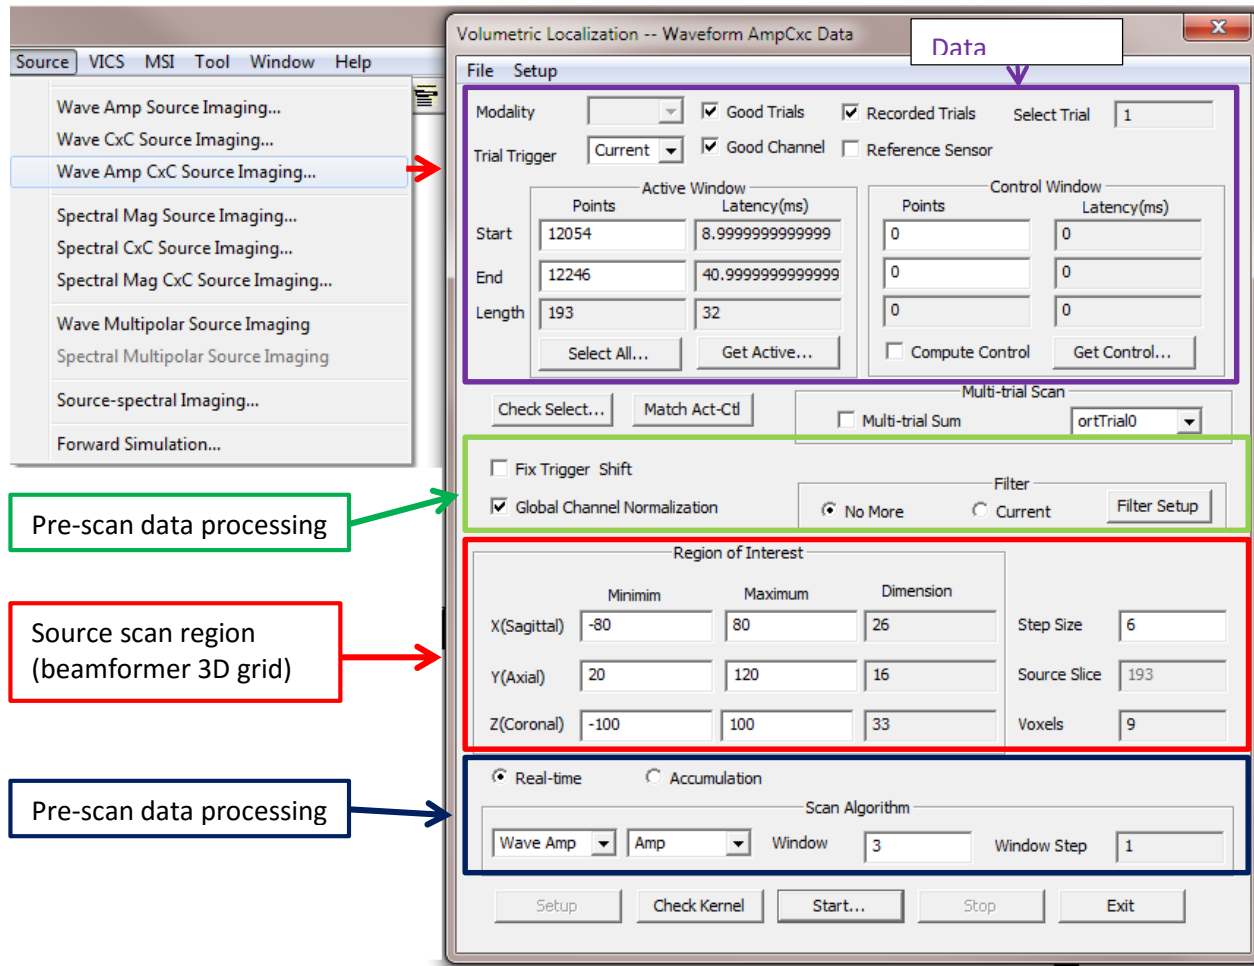 Source VICS MSI Tool Window Help
Wave Amp Source Imaging...
Wave CxC Source Imaging...
Wave Amp CxC Source Imaging...
Spectral Mag Source Imaging...
Spectral CxC Source Imaging...
Spectral Mag CxC Source Imaging...
Wave Multipolar Source Imaging
Spectral Multipolar Source Imaging
Source-spectral Imaging...
Forward Simulation...
Pre-scan data processing
Source scan region
(beamformer 3D grid)
Pre-scan data processing
Volumetric Localization -- Waveform AmpCxc Data
Data
File Setup
Modality Good Trials Recorded Trials Select Trial 1
Trial Trigger Current Good Channel Reference Sensor
Active Window Control Window
Points Latency(ms) Points Latency(ms)
Start 12054 8.9999999999999 0 0
End 12246 40.9999999999999 0 0
Length 193 32 0 0
Select All... Get Active... Compute Control Get Control...
Check Select... Match Act-Ctl Multi-trial Scan
Multi-trial Sum ortTrial0
Fix Trigger Shift
Filter
Global Channel Normalization No More Current Filter Setup
Region of Interest
Minimim Maximum Dimension
X(Sagittal) -80 80 26 Step Size 6
Y(Axial) 20 120 16 Source Slice 193
Z(Coronal) -100 100 33 Voxels 9
Real-time Accumulation
Scan Algorithm
Wave Amp Amp Window 3 Window Step 1
Setup Check Kernel Start... Stop Exit